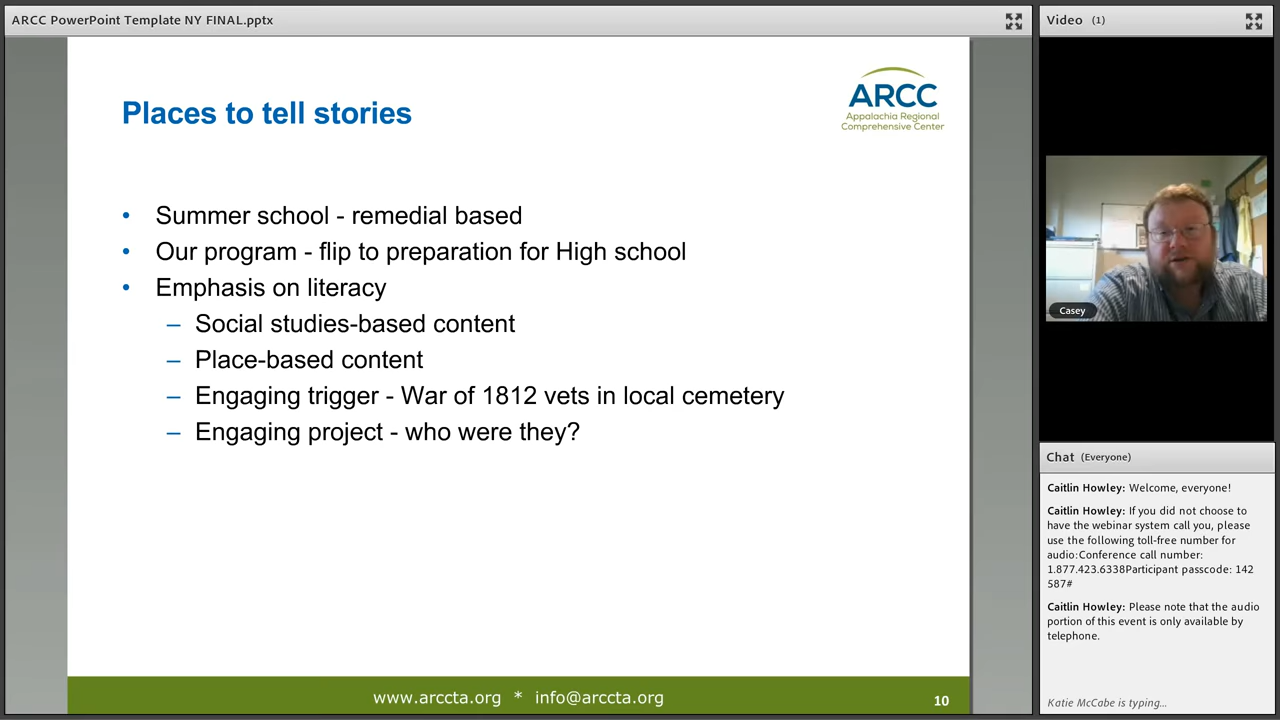 ARCC PowerPoint Template NY FINAL.pptx
Places to tell stories
ARCC
Appalachia Regional
Comprehensive Center
• Summer school - remedial based
• Our program - flip to preparation for High school
• Emphasis on literacy
– Social studies-based content
– Place-based content
– Engaging trigger - War of 1812 vets in local cemetery
– Engaging project - who were they?
www.arccta.org * info@arccta.org
10
Video (1)
Casey
Chat (Everyone)
Caitlin Howley: Welcome, everyone!
Caitlin Howley: If you did not choose to
have the webinar system call you, please
use the following toll-free number for
audio:Conference call number:
1.877.423.6338Participant passcode: 142
587#
Caitlin Howley: Please note that the audio
portion of this event is only available by
telephone.
Katie McCabe is typing...